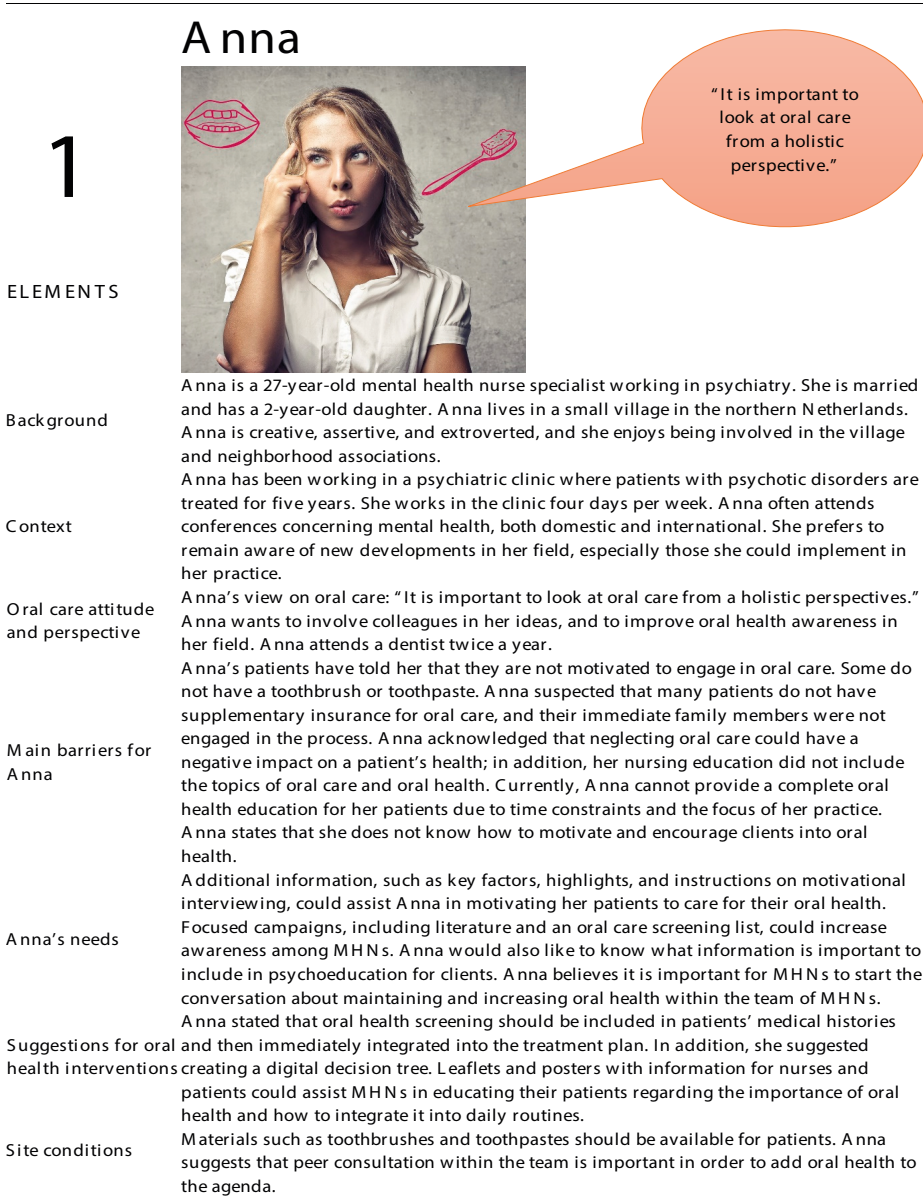 Anna
"It is important to
look at oral care
from a holistic
perspective."
1
ELEMENTS
Background
Anna is a 27-year-old mental health nurse specialist working in psychiatry. She is married
and has a 2-year-old daughter. Anna lives in a small village in the northern Netherlands.
Anna is creative, assertive, and extroverted, and she enjoys being involved in the village
and neighborhood associations.
Context
Anna has been working in a psychiatric clinic where patients with psychotic disorders are
treated for five years. She works in the clinic four days per week. Anna often attends
conferences concerning mental health, both domestic and international. She prefers to
remain aware of new developments in her field, especially those she could implement in
her practice.
Oral care attitude
and perspective
Anna's view on oral care: "It is important to look at oral care from a holistic perspectives."
Anna wants to involve colleagues in her ideas, and to improve oral health awareness in
her field. Anna attends a dentist twice a year.
Main barriers for
Anna
Anna's patients have told her that they are not motivated to engage in oral care. Some do
not have a toothbrush or toothpaste. Anna suspected that many patients do not have
supplementary insurance for oral care, and their immediate family members were not
engaged in the process. Anna acknowledged that neglecting oral care could have a
negative impact on a patient's health; in addition, her nursing education did not include
the topics of oral care and oral health. Currently, Anna cannot provide a complete oral
health education for her patients due to time constraints and the focus of her practice.
Anna states that she does not know how to motivate and encourage clients into oral
health.
Anna's needs
Additional information, such as key factors, highlights, and instructions on motivational
interviewing, could assist Anna in motivating her patients to care for their oral health.
Focused campaigns, including literature and an oral care screening list, could increase
awareness among MHNs. Anna would also like to know what information is important to
include in psychoeducation for clients. Anna believes it is important for MHNs to start the
conversation about maintaining and increasing oral health within the team of MHNs.
Suggestions for oral
health interventions
Anna stated that oral health screening should be included in patients' medical histories
and then immediately integrated into the treatment plan. In addition, she suggested
creating a digital decision tree. Leaflets and posters with information for nurses and
patients could assist MHNs in educating their patients regarding the importance of oral
health and how to integrate it into daily routines.
Site conditions
Materials such as toothbrushes and toothpastes should be available for patients. Anna
suggests that peer consultation within the team is important in order to add oral health to
the agenda.